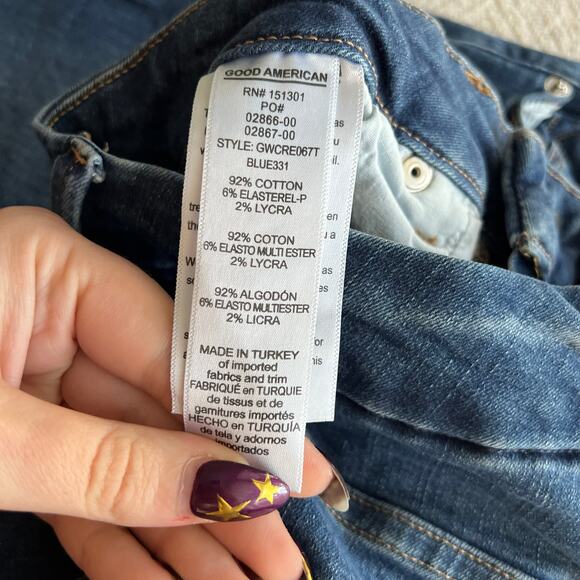 GOOD AMERICAN
RN# 151301
PO#
02866-00
02867-00
STYLE: GWCRE067T
BLUE331
92% COTTON
6% ELASTEREL-P
2% LYCRA
92% COTON
6% ELASTO MULTI ESTER
2% LYCRA
92% ALGODÓN
6% ELASTO MULTIESTER
2% LICRA
MADE IN TURKEY
of imported
fabrics and trim
FABRIQUÉ en TURQUIE
de tissus et de
garnitures importés
HECHO en TURQUÍA
de tela y adornos
importados